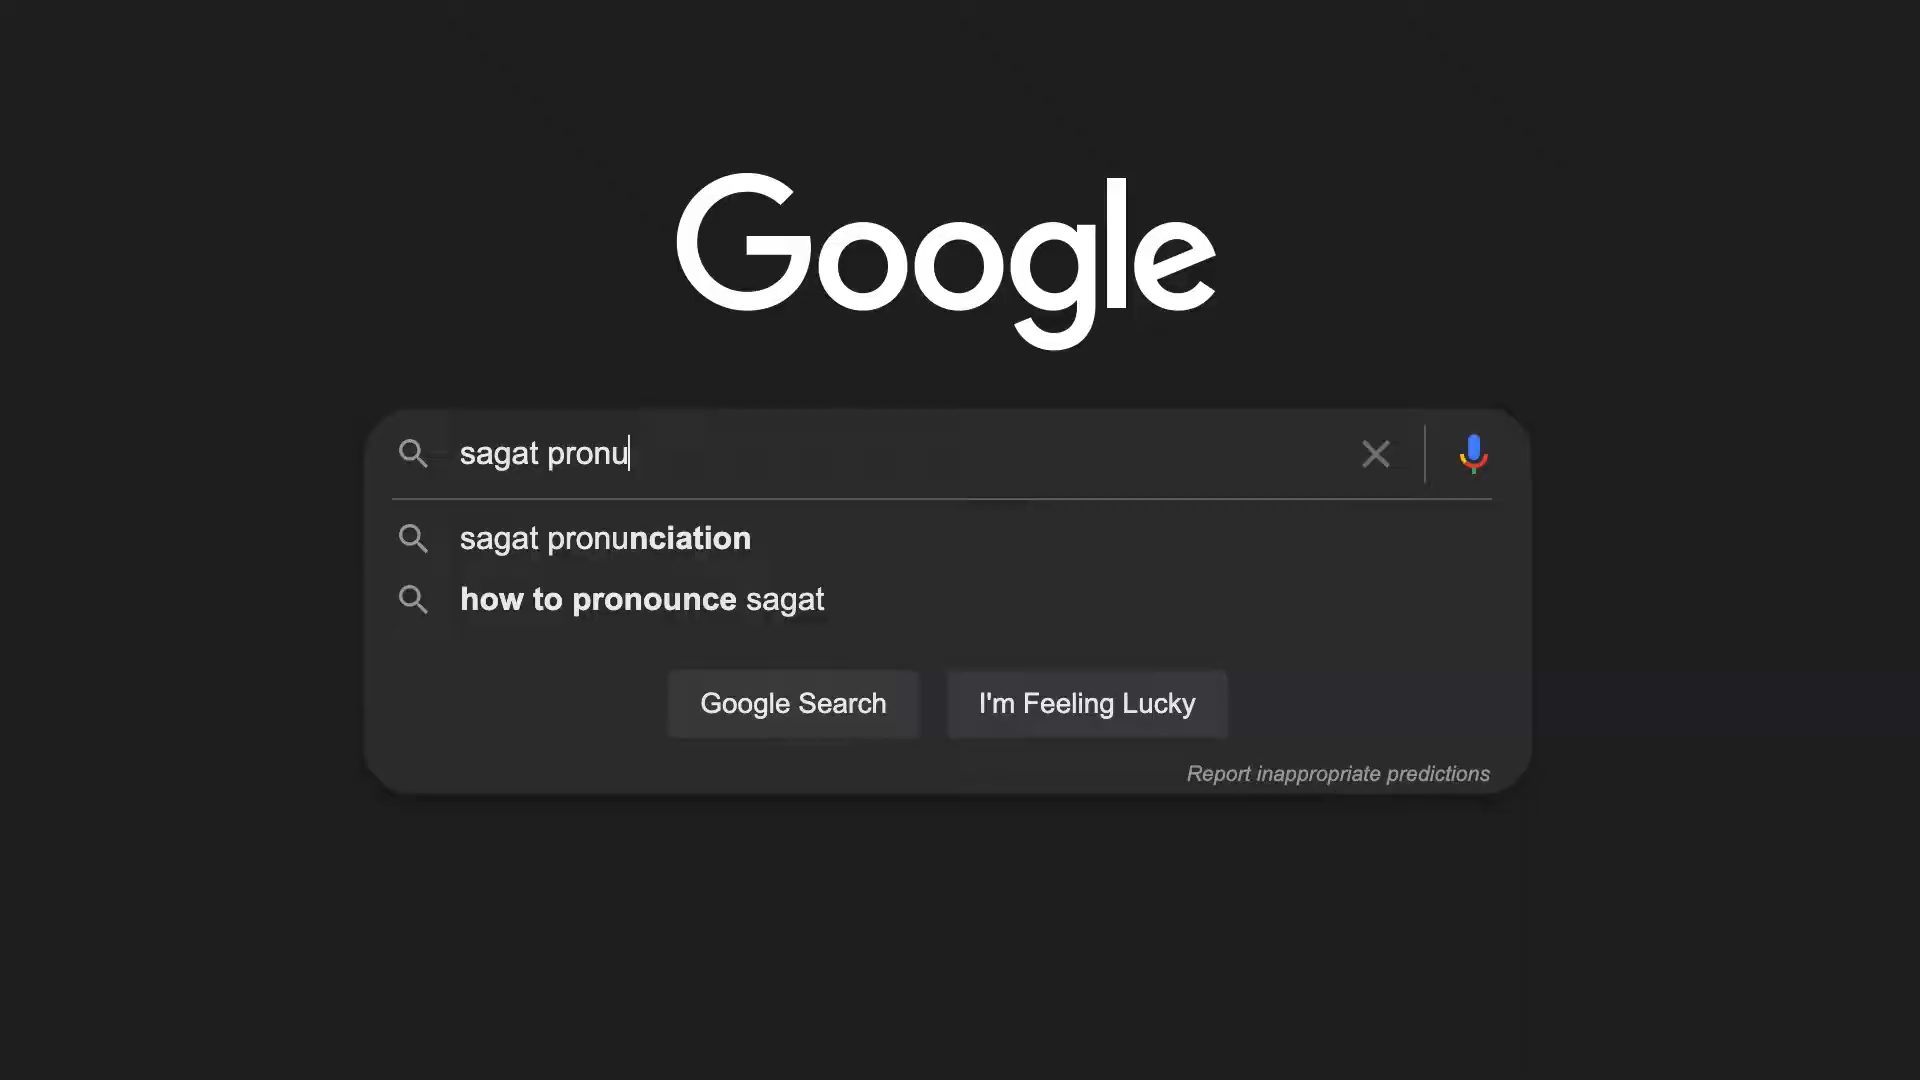 Google
sagat pronu
sagat pronunciation
how to pronounce sagat
Google Search
I'm Feeling Lucky
Report inappropriate predictions